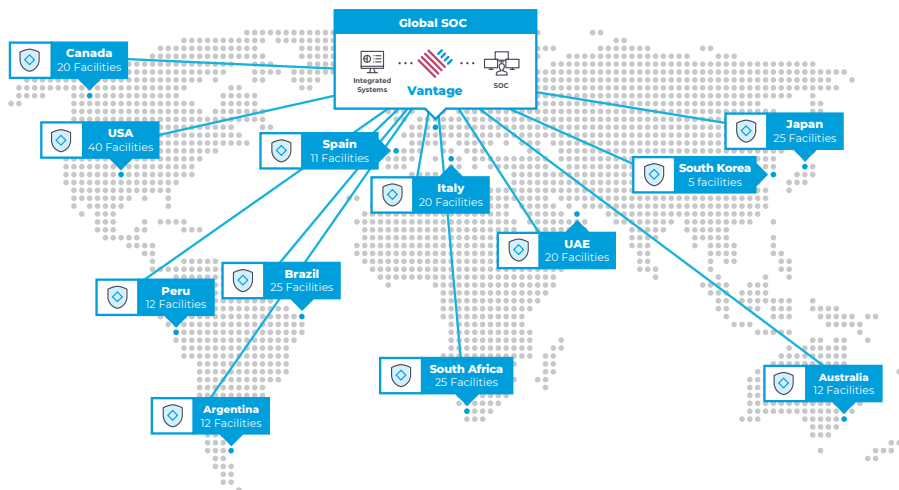 Global SOC
Integrated
Systems
Vantage
SOC
Canada
20 Facilities
USA
40 Facilities
Spain
11 Facilities
Japan
25 Facilities
South Korea
5 facilities
Italy
20 Facilities
UAE
20 Facilities
Brazil
25 Facilities
Peru
12 Facilities
South Africa
25 Facilities
Australia
12 Facilities
Argentina
12 Facilities